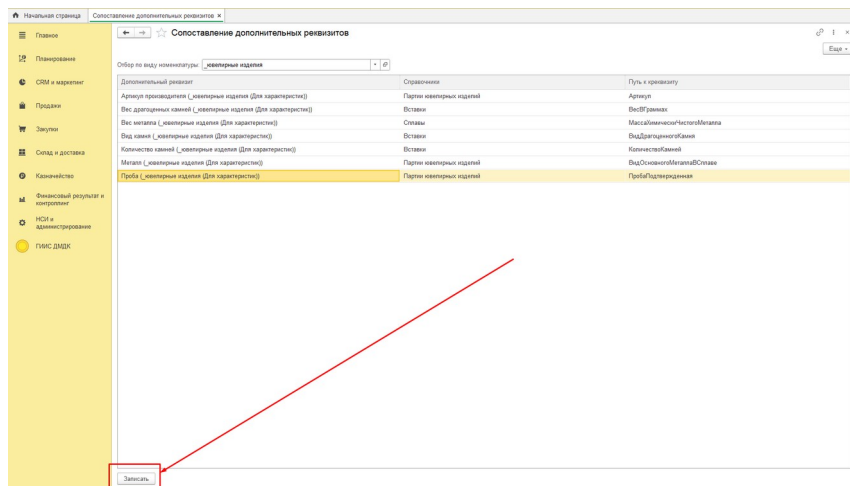 Начальная страница
Сопоставление дополнительных реквизитов ×
Главное
Планирование
CRM и маркетинг
Продажи
Закупки
Склад и доставка
Казначейство
Финансовый результат и контроллинг
НСИ и администрирование
ГИИС ДМДК
Сопоставление дополнительных реквизитов
Еще
Отбор по виду номенклатуры: _ювелирные изделия
Дополнительный реквизит Справочники Путь к креквизиту
Артикул производителя (_ювелирные изделия (Для характеристик)) Партии ювелирных изделий Артикул
Вес драгоценных камней (_ювелирные изделия (Для характеристик)) Вставки ВесВГраммах
Вес металла (_ювелирные изделия (Для характеристик)) Сплавы МассаХимическиЧистогоМеталла
Вид камня (_ювелирные изделия (Для характеристик)) Вставки ВидДрагоценногоКамня
Количество камней (_ювелирные изделия (Для характеристик)) Вставки КоличествоКамней
Металл (_ювелирные изделия (Для характеристик)) Партии ювелирных изделий ВидОсновногоМеталлаВСплаве
Проба (_ювелирные изделия (Для характеристик)) Партии ювелирных изделий ПробаПодтвержденная
Записать